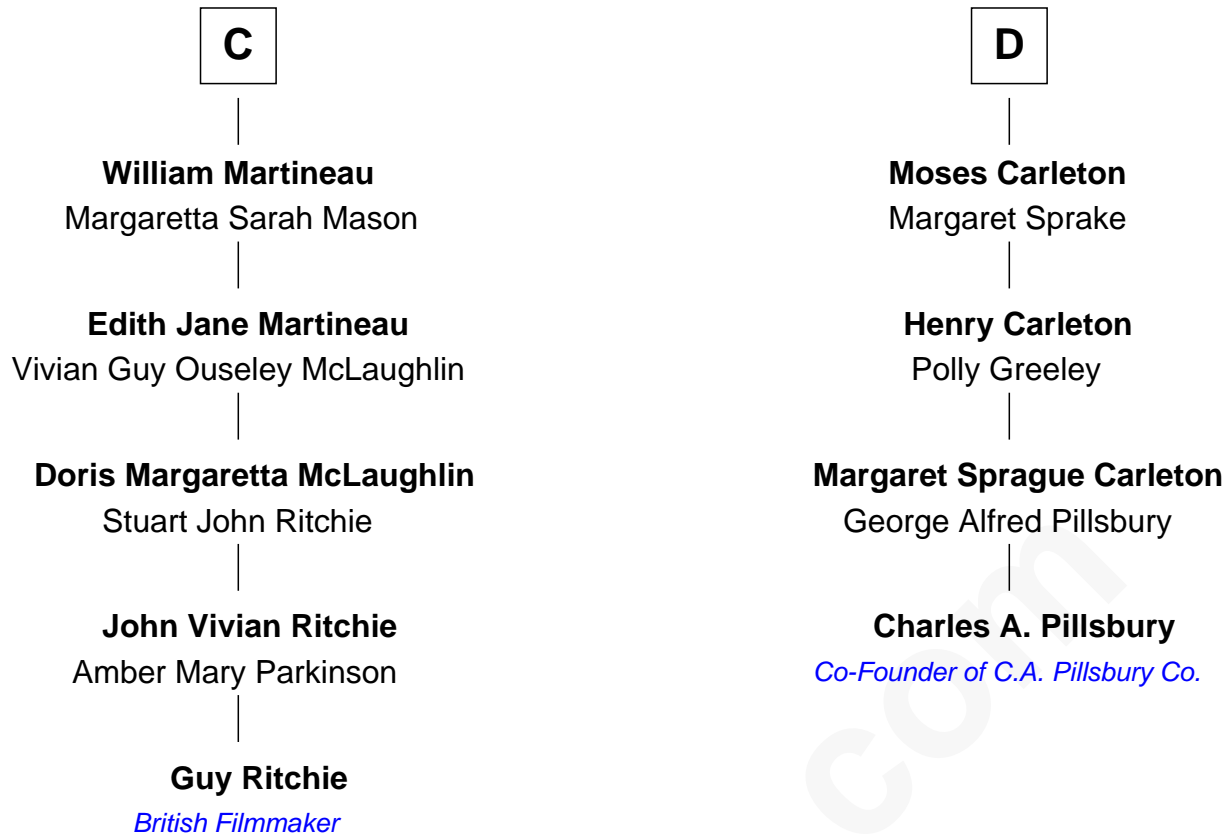 C
William Martineau
Margaretta Sarah Mason
Edith Jane Martineau
Vivian Guy Ouseley McLaughlin
Doris Margaretta McLaughlin
Stuart John Ritchie
John Vivian Ritchie
Amber Mary Parkinson
Guy Ritchie
British Filmmaker
D
Moses Carleton
Margaret Sprake
Henry Carleton
Polly Greeley
Margaret Sprague Carleton
George Alfred Pillsbury
Charles A. Pillsbury
Co-Founder of C.A. Pillsbury Co.
com